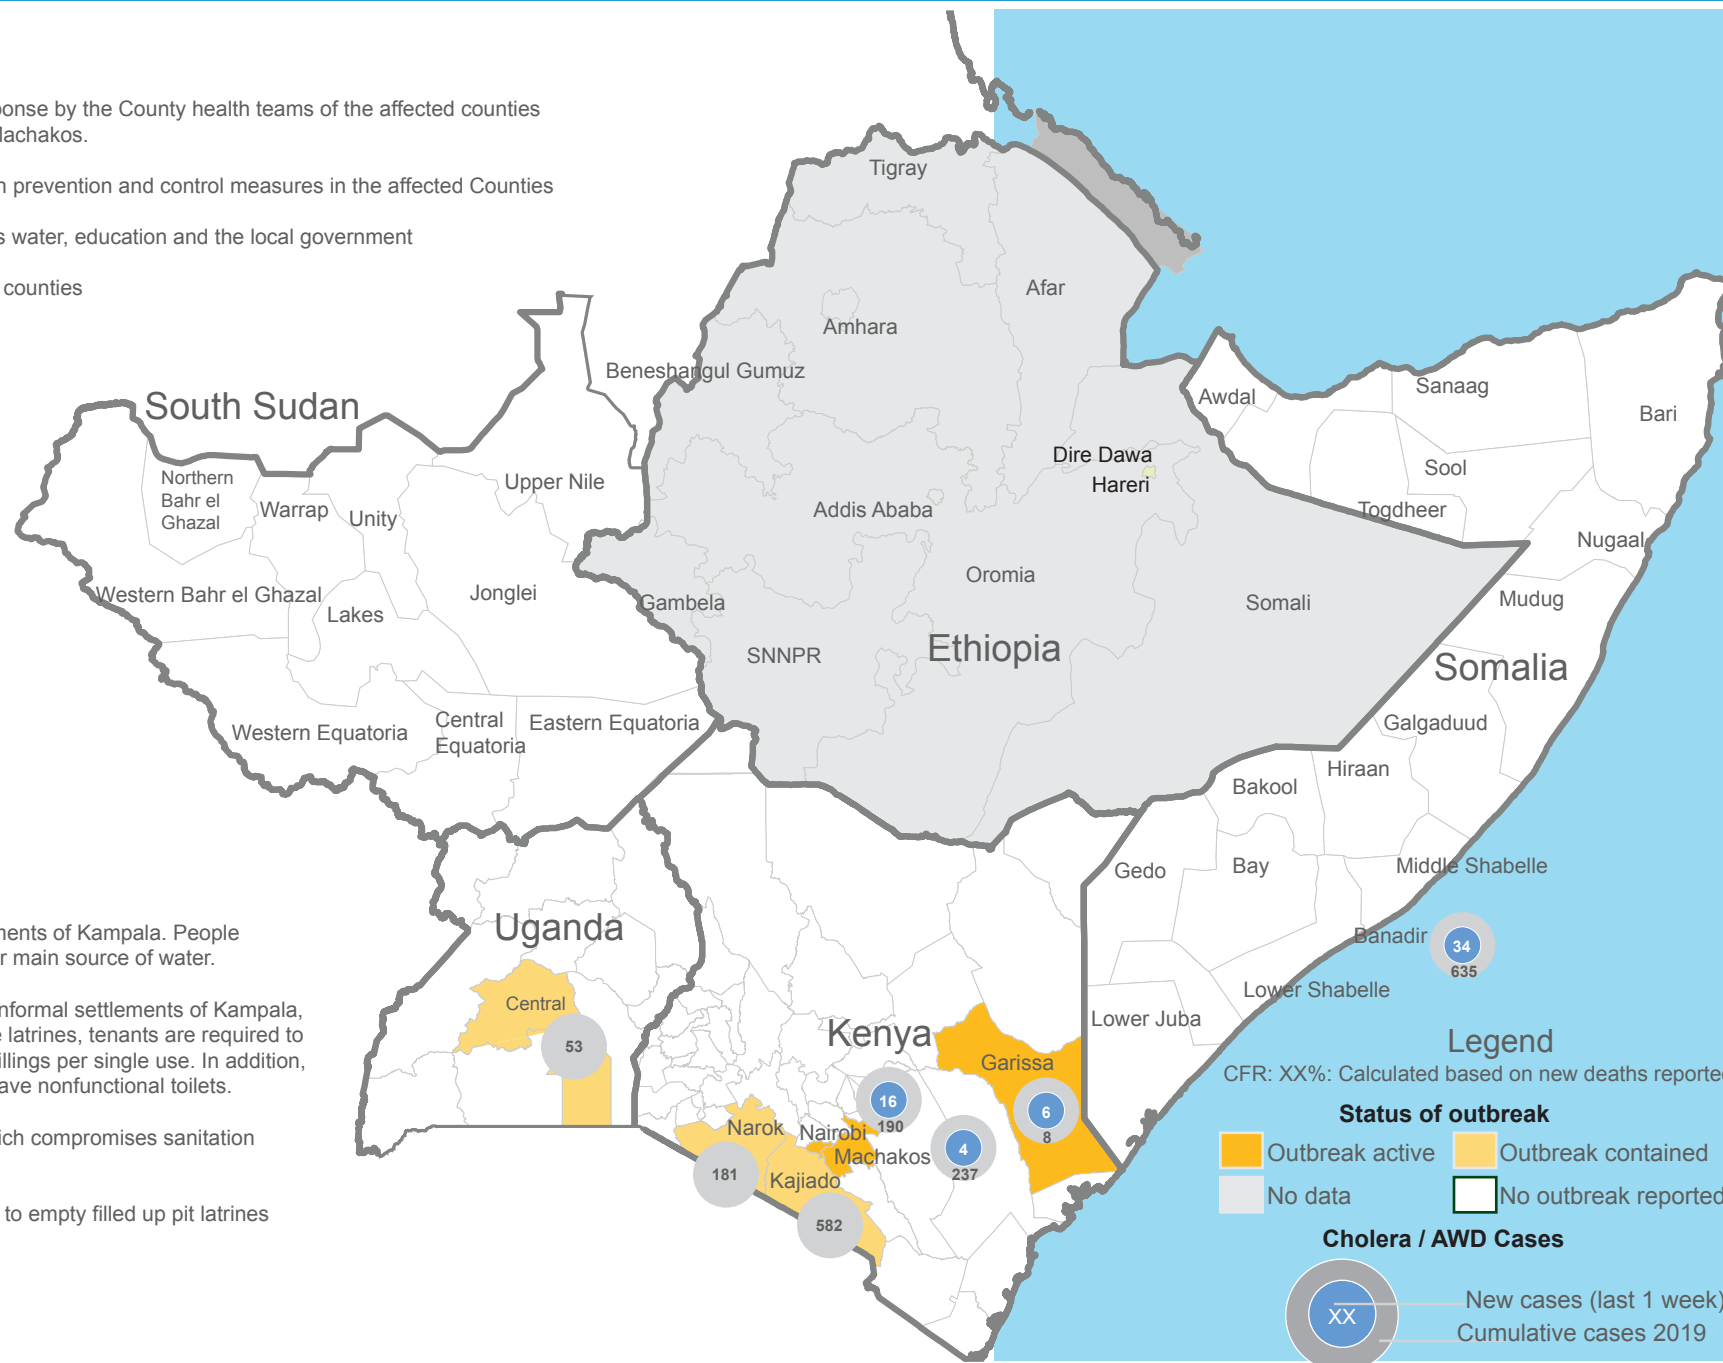 onse by the County health teams of the affected counties
lachakos.
n prevention and control measures in the affected Counties
s water, education and the local government
counties
Tigray
Afar
Amhara
Beneshangul Gumuz
South Sudan
Awdal
Sanaag
Bari
Dire Dawa
Hareri
Sool
Togdheer
Nugaal
Northern
Bahr el
Ghazal
Warrap
Unity
Upper Nile
Addis Ababa
Oromia
Somali
Mudug
Western Bahr el Ghazal
Lakes
Jonglei
Gambela
SNNPR
Ethiopia
Somalia
Galgaduud
Western Equatoria
Central
Equatoria
Eastern Equatoria
Hiraan
Bakool
Gedo
Bay
Middle Shabelle
Banadir
34
635
Lower Shabelle
Lower Juba
Uganda
Central
53
Kenya
Garissa
6
8
16
190
Narok
Nairobi
Machakos
4
237
181
Kajiado
582
nents of Kampala. People
r main source of water.
nformal settlements of Kampala,
e latrines, tenants are required to
illings per single use. In addition,
ave nonfunctional toilets.
ich compromises sanitation
to empty filled up pit latrines
Legend
CFR: XX%: Calculated based on new deaths reported
Status of outbreak
Outbreak active
Outbreak contained
No data
No outbreak reported
Cholera / AWD Cases
XX
New cases (last 1 week)
Cumulative cases 2019